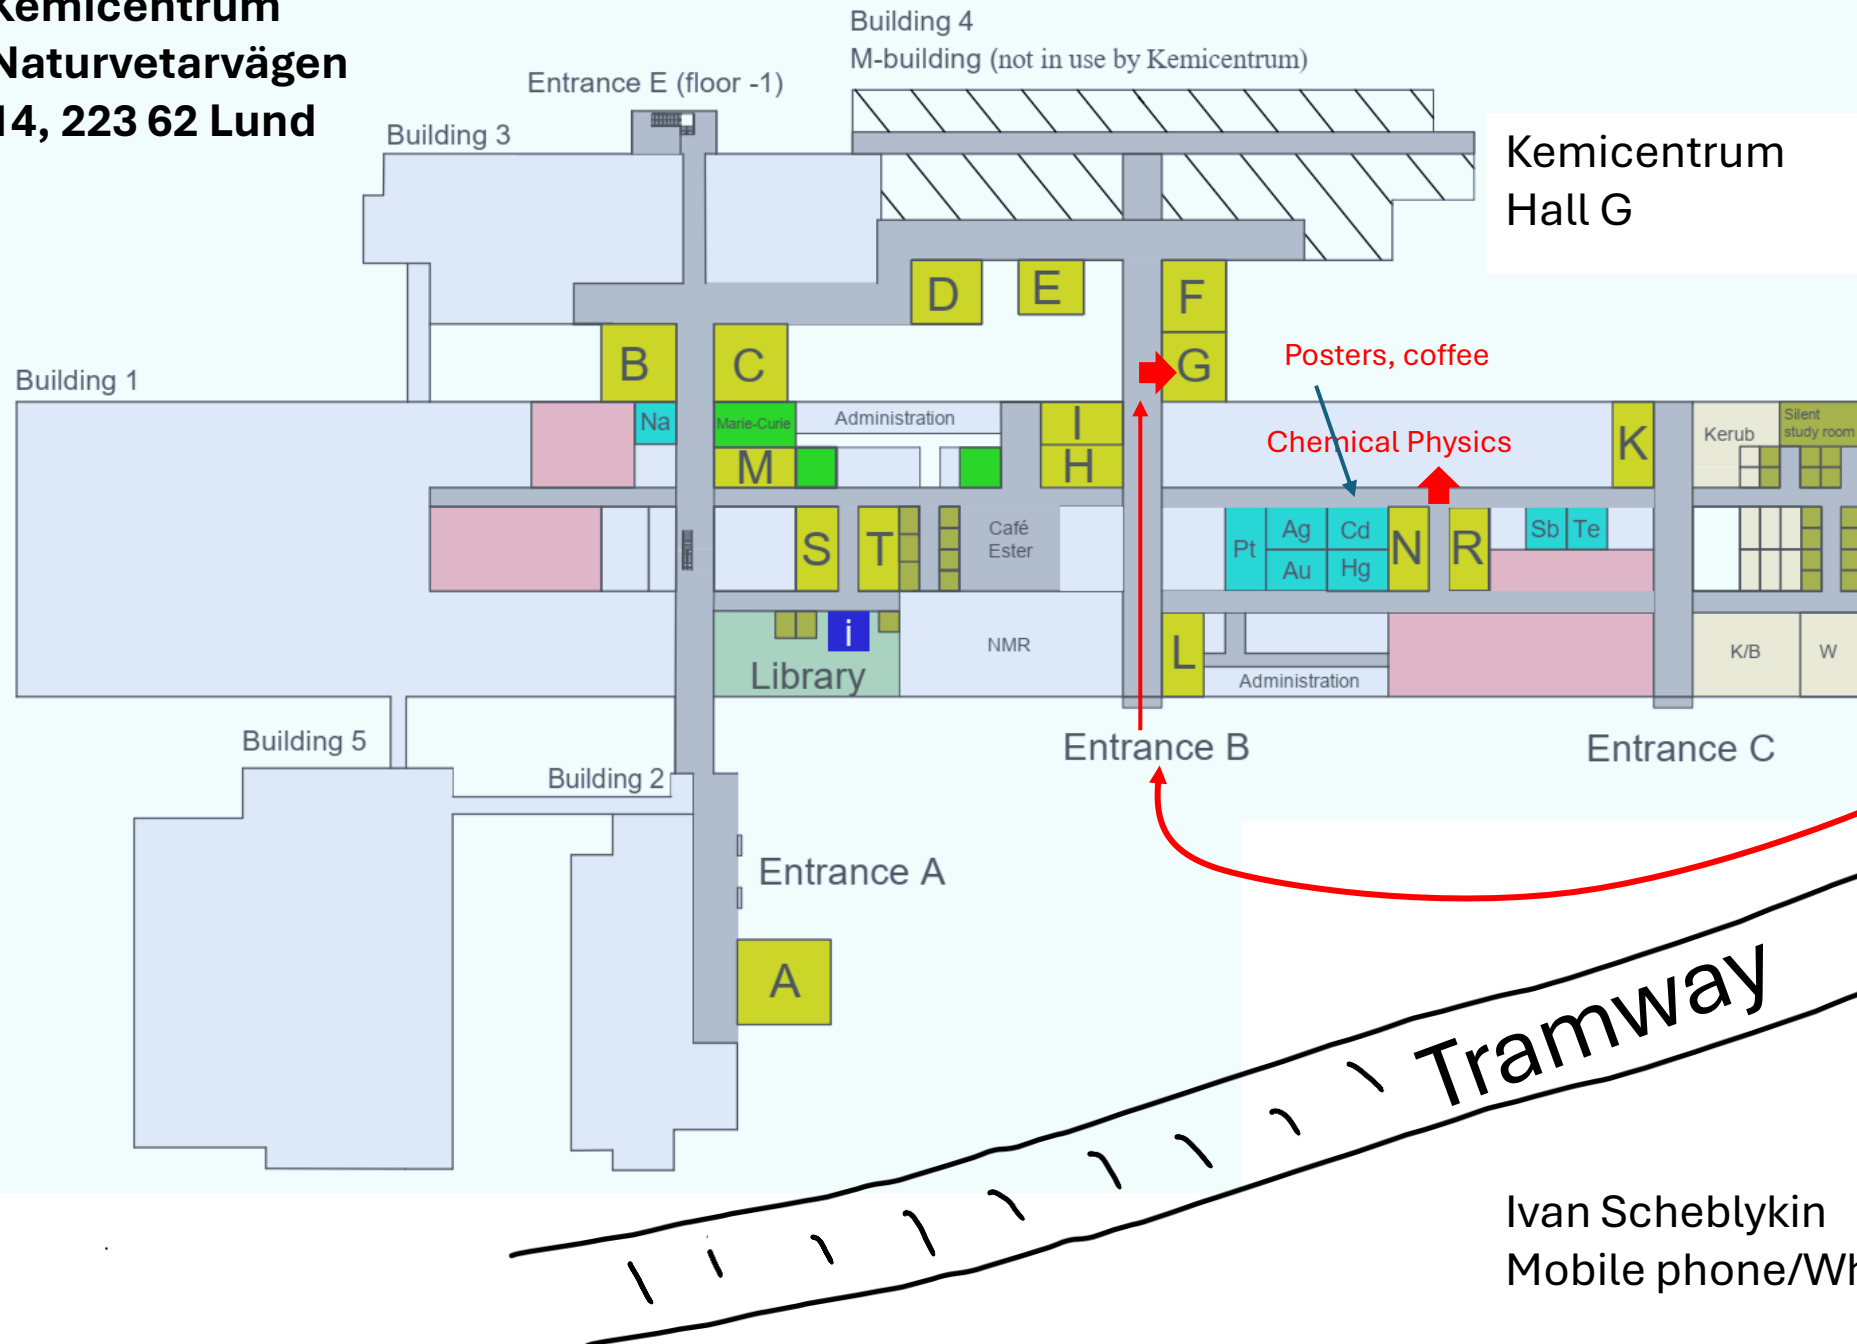 Kemicentrum
Naturvetarvägen
14, 223 62 Lund
Building 4
M-building (not in use by Kemicentrum)
Entrance E (floor -1)
Building 3
Kemicentrum
Hall G
D
E
F
B
C
G
Posters, coffee
Building 1
Na
Marie-Curie
Administration
I
Chemical Physics
K
Kerub
Silent
study room
M
H
S
T
Café
Ester
Pt
Ag
Cd
N
R
Sb
Te
Au
Hg
i
Library
NMR
L
Administration
K/B
W
Building 5
Entrance B
Entrance C
Building 2
Entrance A
A
Tramway
Ivan Scheblykin
Mobile phone/Wh